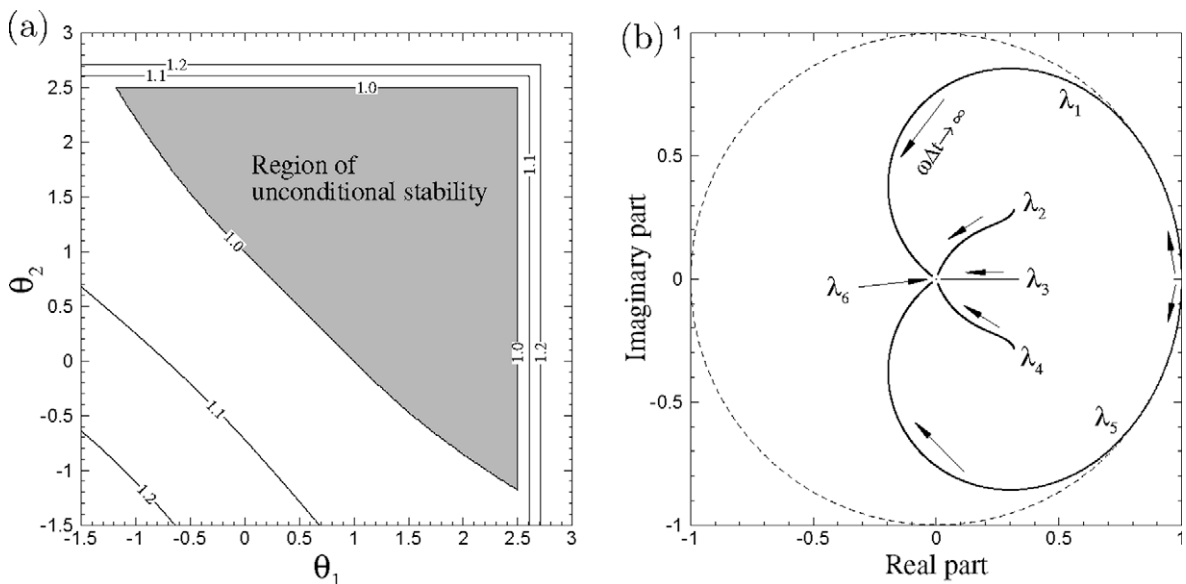 (a)
3
2.5
2
1.5
1
0.5
0
-0.5
-1
-1.5
θ2
1.2
1.1
1.0
Region of
unconditional stability
1.0
1.1
1.2
1.1
1.0
1.2
-1.5 -1 -0.5 0 0.5 1 1.5 2 2.5 3
θ1
(b)
1
0.5
0
-0.5
-1
Imaginary part
λ1
ωΔt→∞
λ2
λ3
λ6
λ4
λ5
-1 -0.5 0 0.5 1
Real part